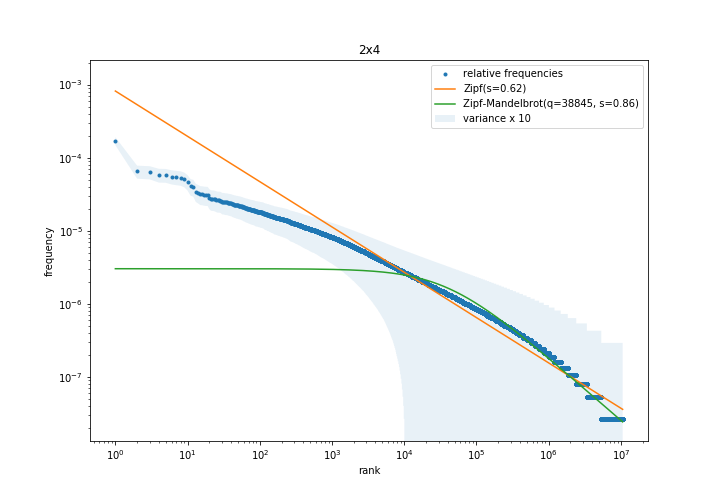 2x4
relative frequencies
Zipf(s=0.62)
Zipf-Mandelbrot(q=38845, s=0.86)
variance x 10
frequency
10⁻³
10⁻⁴
10⁻⁵
10⁻⁶
10⁻⁷
10⁰ 10¹ 10² 10³ 10⁴ 10⁵ 10⁶ 10⁷
rank